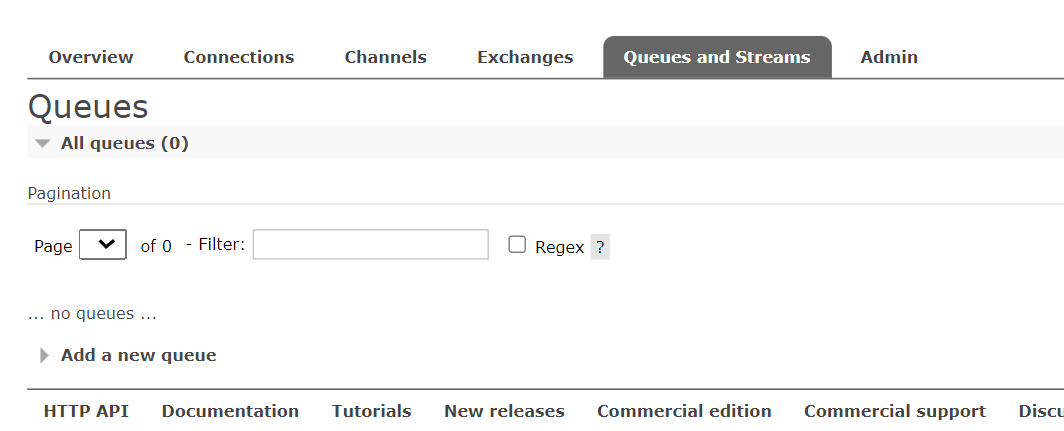 Overview Connections Channels Exchanges Queues and Streams Admin
Queues
All queues (0)
Pagination
Page of 0 - Filter: Regex ?
... no queues ...
Add a new queue
HTTP API Documentation Tutorials New releases Commercial edition Commercial support